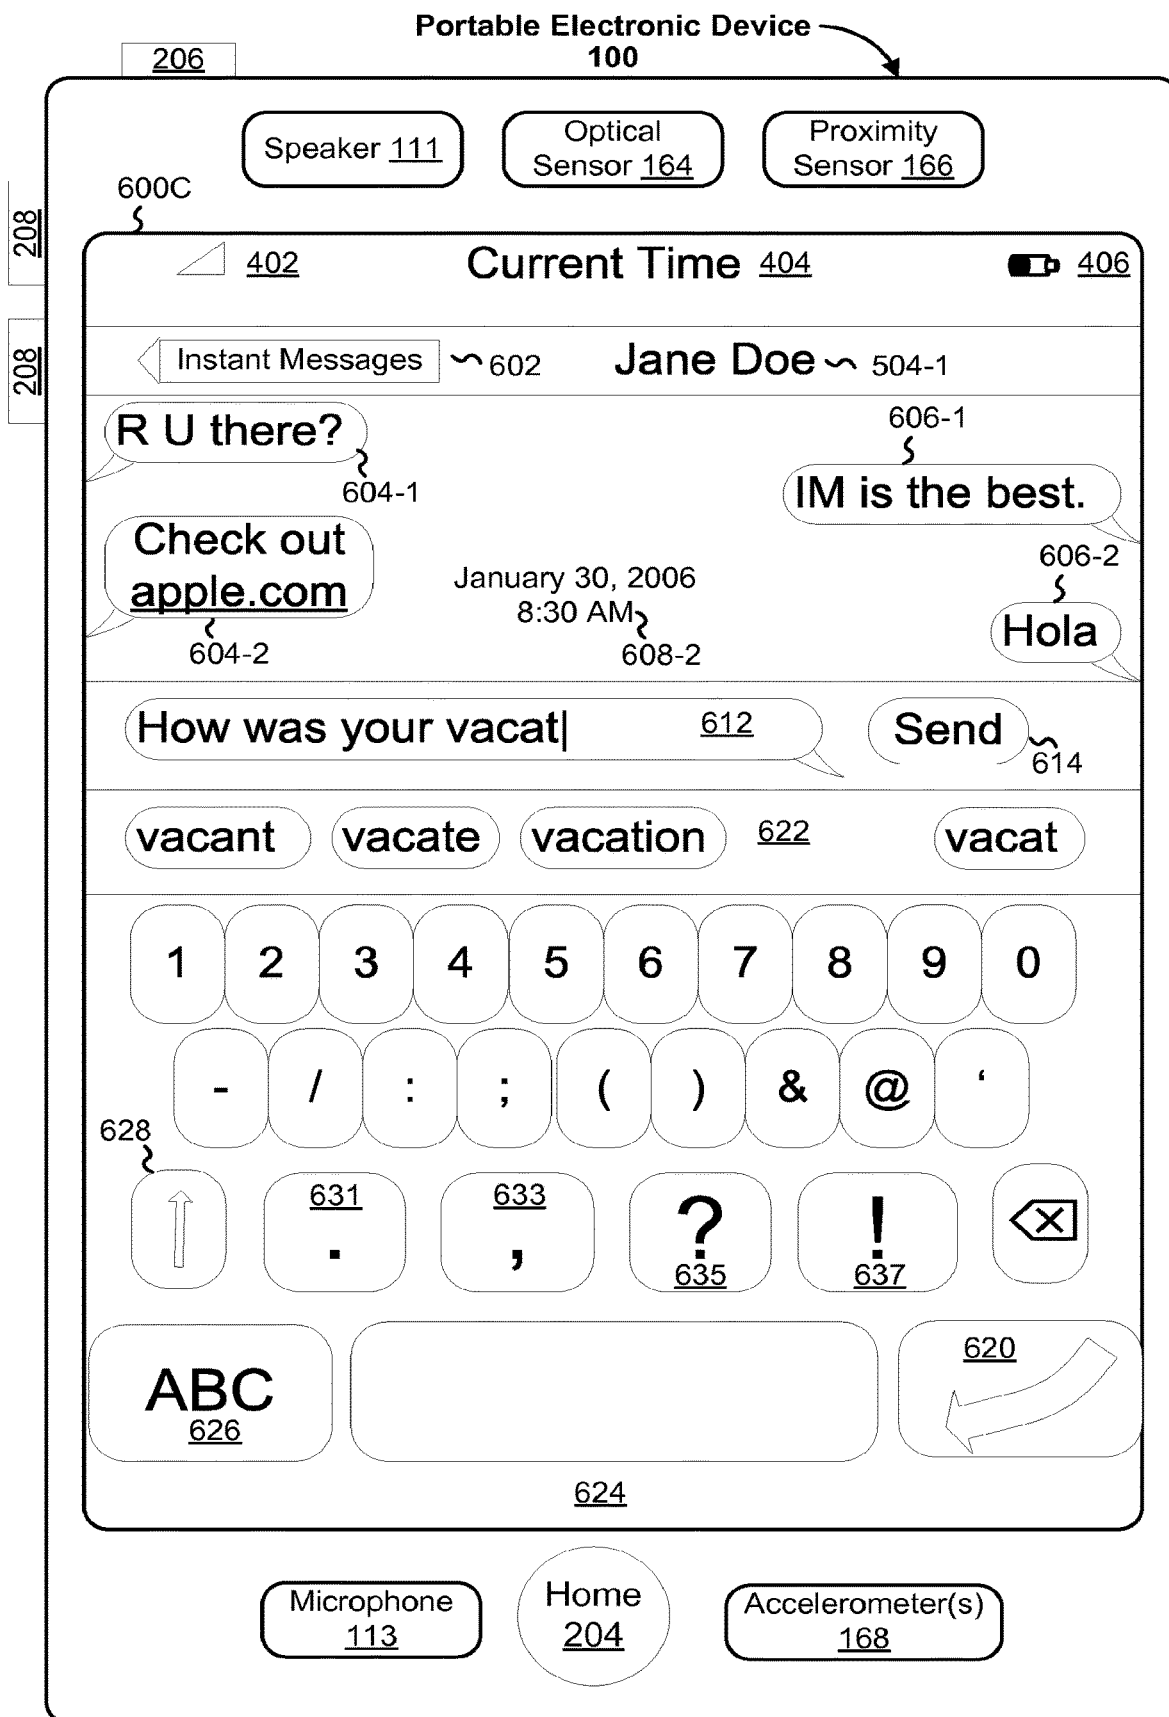 Portable Electronic Device
100
206
Speaker 111
Optical
Sensor 164
Proximity
Sensor 166
600C
208
208
402
Current Time 404
406
Instant Messages
602
Jane Doe
504-1
R U there?
604-1
606-1
IM is the best.
Check out
apple.com
604-2
January 30, 2006
8:30 AM
608-2
606-2
Hola
How was your vacat
612
Send
614
vacant vacate vacation 622 vacat
1 2 3 4 5 6 7 8 9 0
- / : ; ( ) & @ ‘
628
631
.
633
,
?
635
!
637
ABC
626
620
624
Microphone
113
Home
204
Accelerometer(s)
168